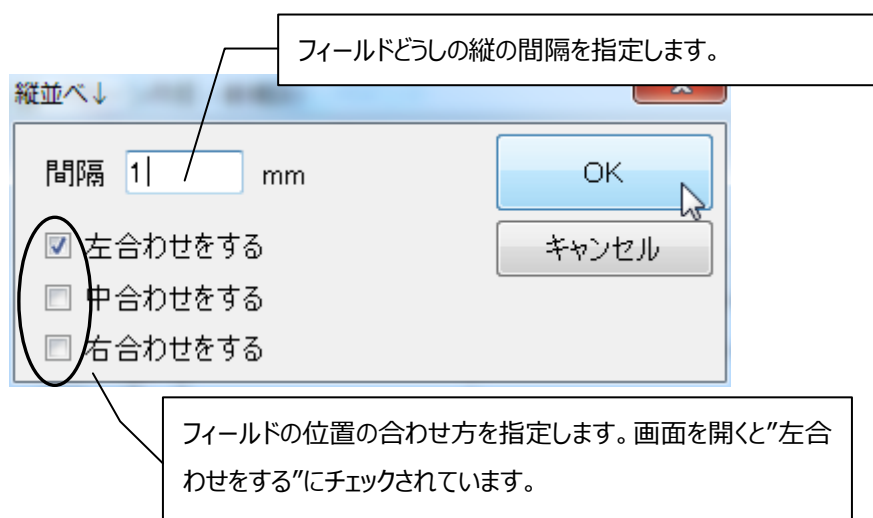 フィールドどうしの縦の間隔を指定します。
縦並べ↓
間隔 1 mm
OK
左合わせをする
キャンセル
中合わせをする
右合わせをする
フィールドの位置の合わせ方を指定します。画面を開くと”左合
わせをする”にチェックされています。